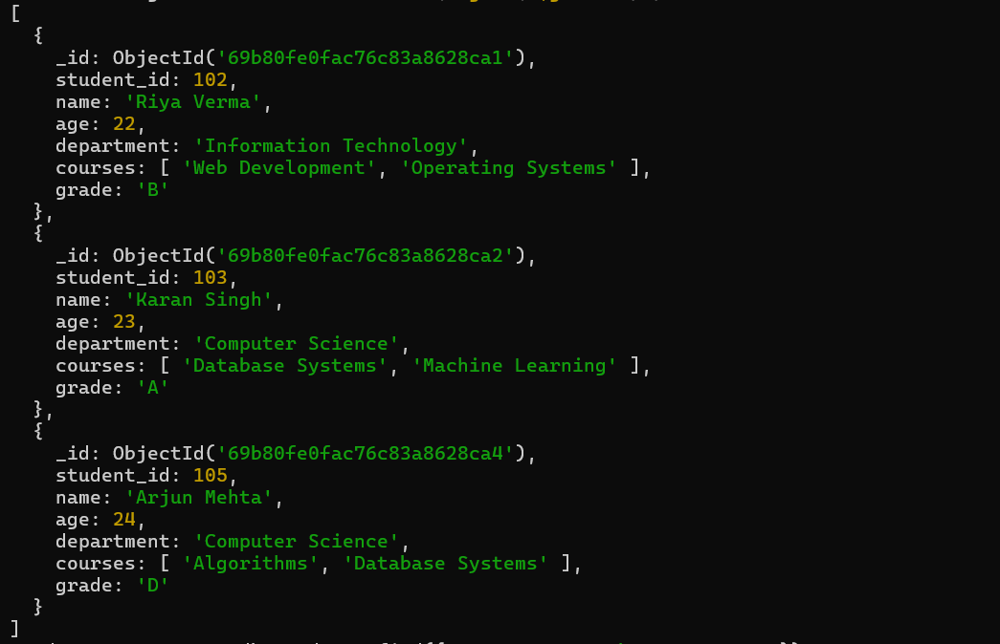 [
  {
    _id: ObjectId('69b80fe0fac76c83a8628ca1'),
    student_id: 102,
    name: 'Riya Verma',
    age: 22,
    department: 'Information Technology',
    courses: [ 'Web Development', 'Operating Systems' ],
    grade: 'B'
  },
  {
    _id: ObjectId('69b80fe0fac76c83a8628ca2'),
    student_id: 103,
    name: 'Karan Singh',
    age: 23,
    department: 'Computer Science',
    courses: [ 'Database Systems', 'Machine Learning' ],
    grade: 'A'
  },
  {
    _id: ObjectId('69b80fe0fac76c83a8628ca4'),
    student_id: 105,
    name: 'Arjun Mehta',
    age: 24,
    department: 'Computer Science',
    courses: [ 'Algorithms', 'Database Systems' ],
    grade: 'D'
  }
]